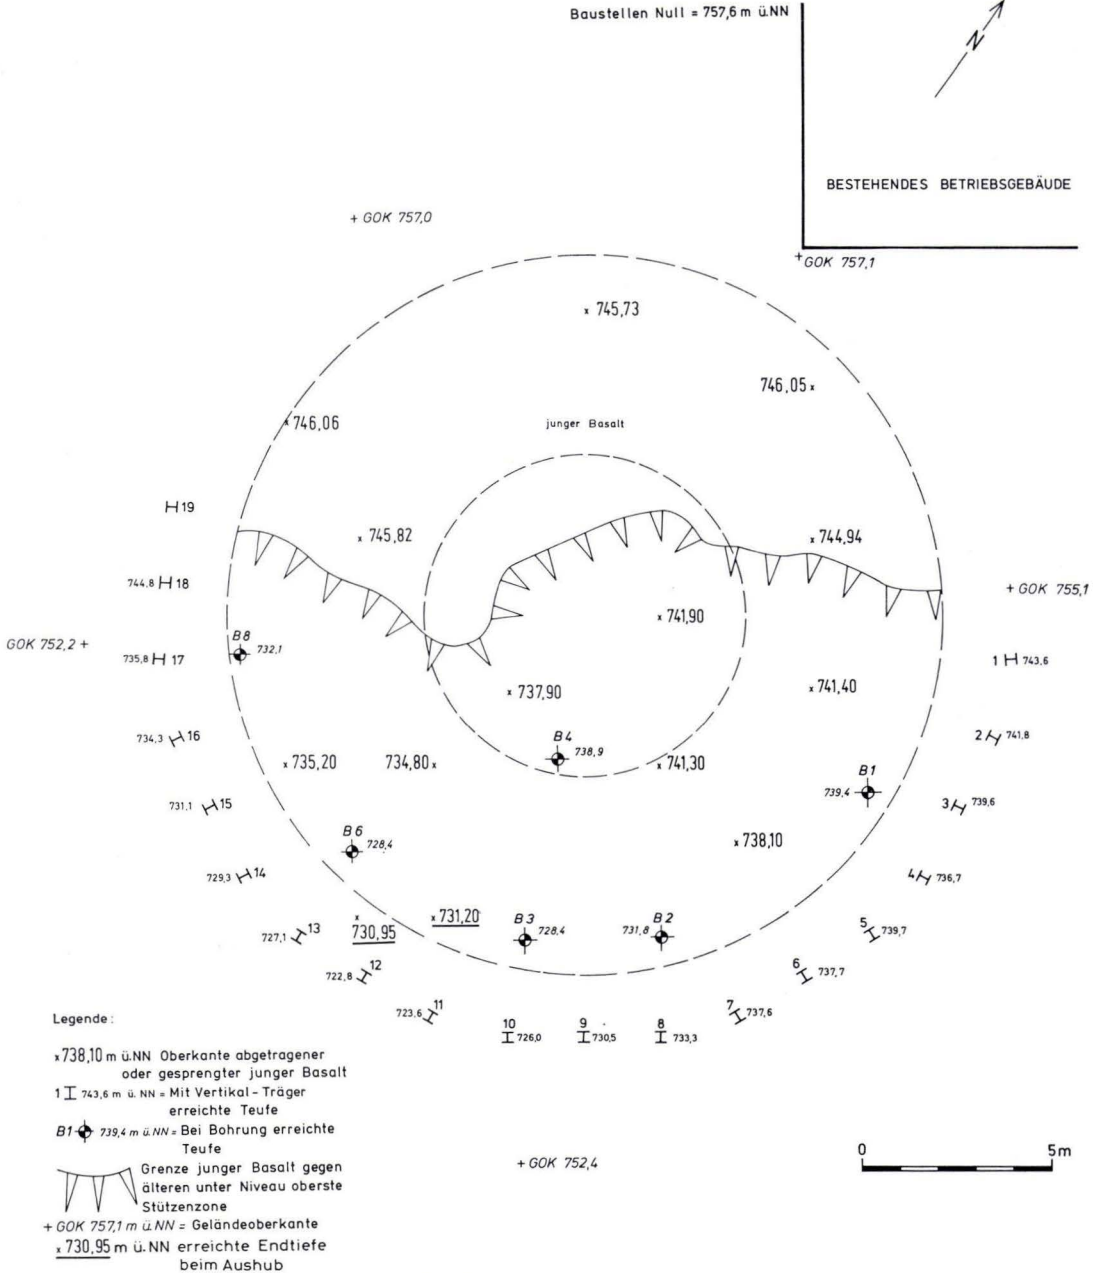 Baustellen Null = 757,6 m ü.NN
N
BESTEHENDES BETRIEBSGEBÄUDE
+ GOK 757,0
+ GOK 757,1
x 745,73
746,05 x
x 746,06
junger Basalt
19
x 745,82
x 744,94
744,8 18
+ GOK 755,1
x 741,90
B 8
732,1
GOK 752,2 +
735,8 17
1 743,6
x 737,90
x 741,40
734,3 16
B 4
738,9
2 741,8
x 735,20
734,80 x
x 741,30
B 1
739,4
731,1 15
3 739,6
B 6
728,4
x 738,10
729,3 14
4 736,7
x 731,20
B 3
728,4
B 2
731,8
727,1 13
x 730,95
5 739,7
722,8 12
6 737,7
723,6 11
7 737,6
10 726,0
9 730,5
8 733,3
Legende :
x 738,10 m ü.NN Oberkante abgetragener
oder gesprengter junger Basalt
1 743,6 m ü. NN = Mit Vertikal - Träger
erreichte Teufe
B1 739,4 m ü.NN = Bei Bohrung erreichte
Teufe
Grenze junger Basalt gegen
älteren unter Niveau oberste
Stützenzone
+ GOK 757,1 m ü.NN = Geländeoberkante
x 730,95 m ü.NN erreichte Endtiefe
beim Aushub
+ GOK 752,4
0 5m